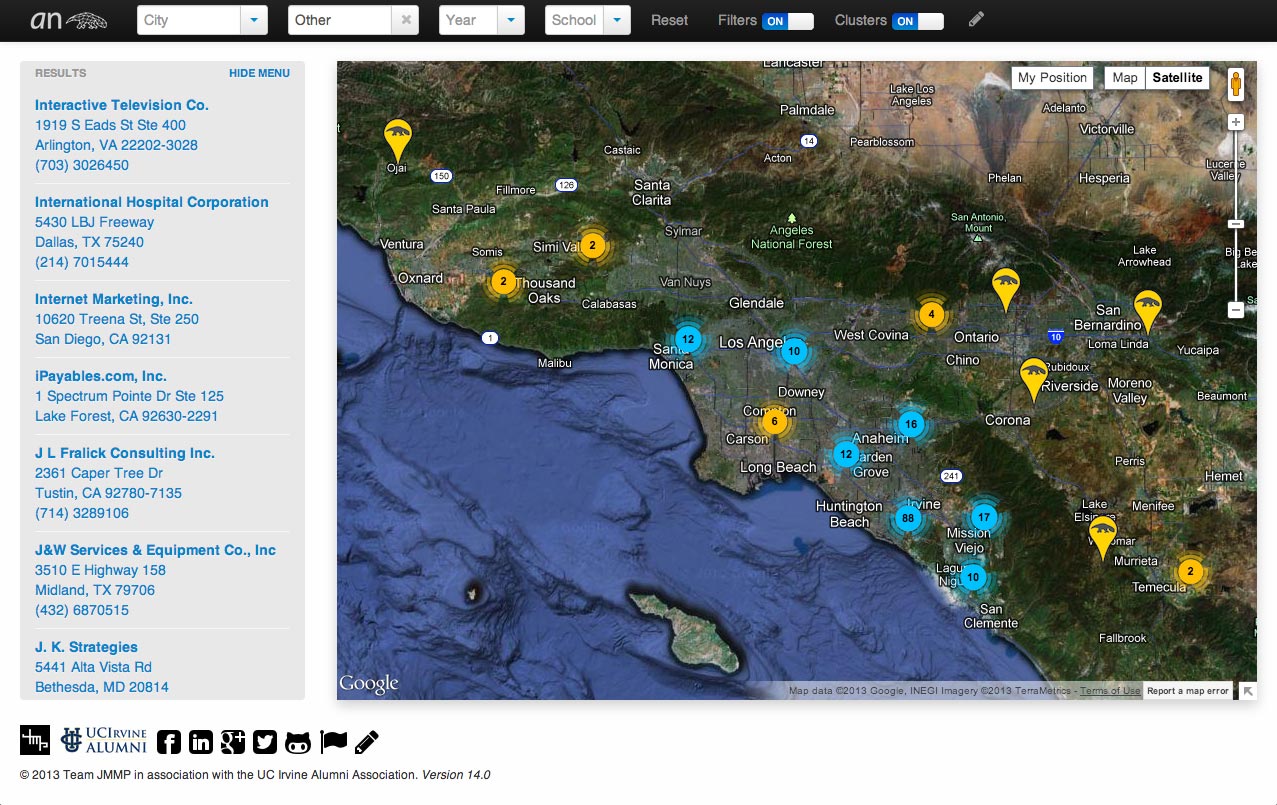 an
City
Other
Year
School
Reset
Filters ON
Clusters ON
RESULTS
HIDE MENU
Interactive Television Co.
1919 S Eads St Ste 400
Arlington, VA 22202-3028
(703) 3026450
International Hospital Corporation
5430 LBJ Freeway
Dallas, TX 75240
(214) 7015444
Internet Marketing, Inc.
10620 Treena St, Ste 250
San Diego, CA 92131
iPayables.com, Inc.
1 Spectrum Pointe Dr Ste 125
Lake Forest, CA 92630-2291
J L Fralick Consulting Inc.
2361 Caper Tree Dr
Tustin, CA 92780-7135
(714) 3289106
J&W Services & Equipment Co., Inc
3510 E Highway 158
Midland, TX 79706
(432) 6870515
J. K. Strategies
5441 Alta Vista Rd
Bethesda, MD 20814
Lancaster
My Position
Map
Satellite
Lake Los
Angeles
Palmdale
Adelanto
Victorville
Castaic
14
Pearblossom
Acton
Lucerne
Valley
Ojai
150
Fillmore
126
Santa
Clarita
Phelan
Hesperia
Santa Paula
San Antonio,
Mount
Angeles
National Forest
Sylmar
Ventura
Somis
Simi Val
2
Lake
Arrowhead
Big Be
Lake
Oxnard
2
Thousand
Oaks
Van Nuys
Calabasas
Glendale
4
San
Bernardino
1
12
Santa
Monica
Los Angel
10
West Covina
Ontario
10
Loma Linda
Yucaipa
Malibu
Chino
Rubidoux
Riverside
Moreno
Valley
Downey
Beaumont
Compton
6
Carson
Corona
16
Anaheim
12
Garden
Grove
Long Beach
241
Perris
Hemet
Huntington
Beach
Irvine
88
17
Mission
Viejo
Lake
Elsinore
Menifee
Murrieta
2
Temecula
10
San
Clemente
Fallbrook
Google
Map data ©2013 Google, INEGI Imagery ©2013 TerraMetrics - Terms of Use
Report a map error
UCIRVINE
ALUMNI
© 2013 Team JMMP in association with the UC Irvine Alumni Association. Version 14.0